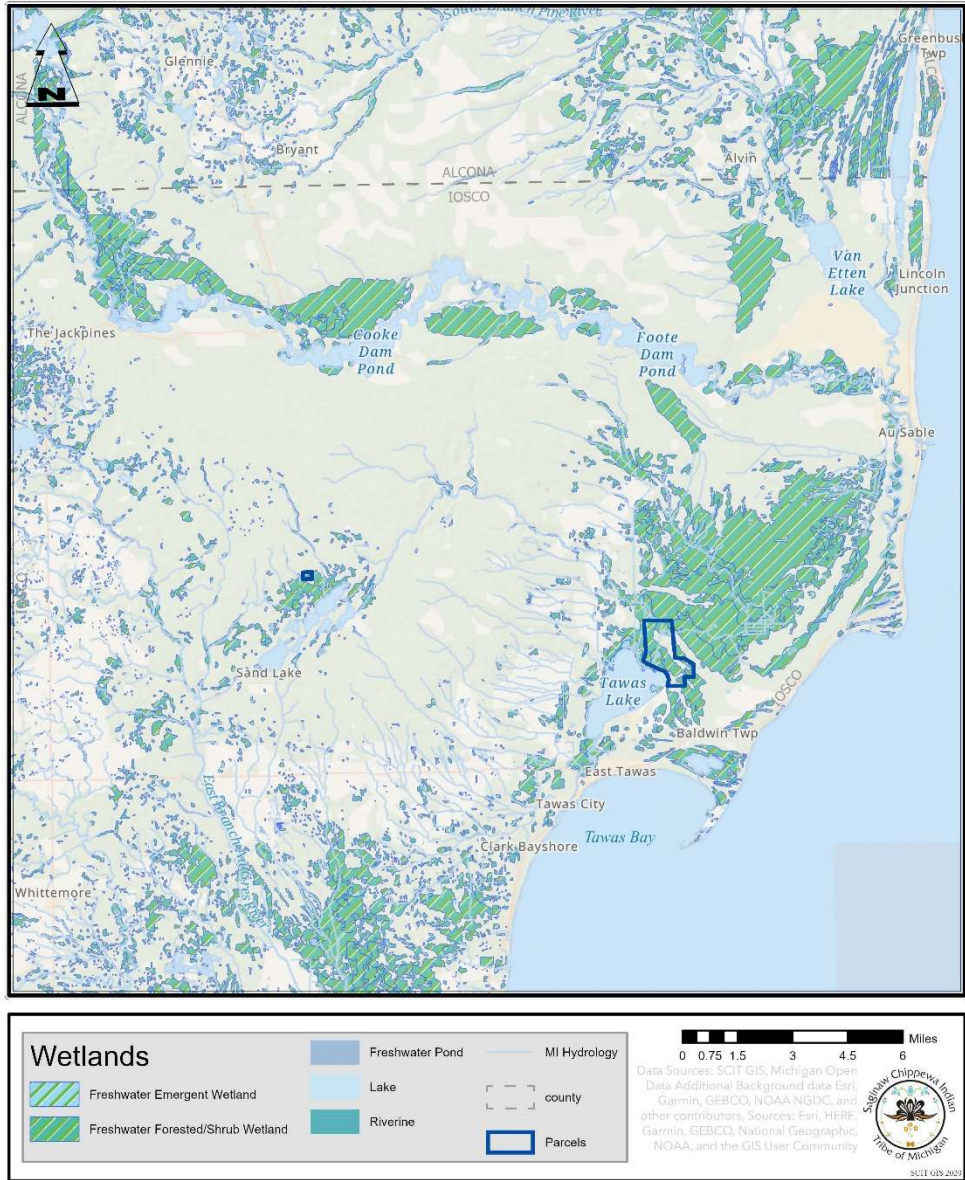 South Branch Pine River
Greenbush
Twp
Glennie
ALCONA
ALCONA
N
Bryant
Alvin
ALCONA
IOSCO
Van
Etten
Lake
Lincoln
Junction
The Jackpines
Cooke
Dam
Pond
Foote
Dam
Pond
Au Sable
IOSCO
Sand Lake
Tawas
Lake
IOSCO
Baldwin Twp
East Tawas
Tawas City
Tawas Bay
Clark Bayshore
East Branch Au Gres River
Whittemore
Wetlands
Freshwater Emergent Wetland
Freshwater Forested/Shrub Wetland
Freshwater Pond
Lake
Riverine
MI Hydrology
county
Parcels
Miles
0 0.75 1.5 3 4.5 6
Data Sources: SCIT GIS, Michigan Open
Data Additional Background data Esri,
Garmin, GEBCO, NOAA NGDC, and
other contributors, Sources: Esri, HERE,
Garmin, GEBCO, National Geographic,
NOAA, and the GIS User Community
Saginaw Chippewa Indian
Tribe of Michigan
SCIT GIS 2020